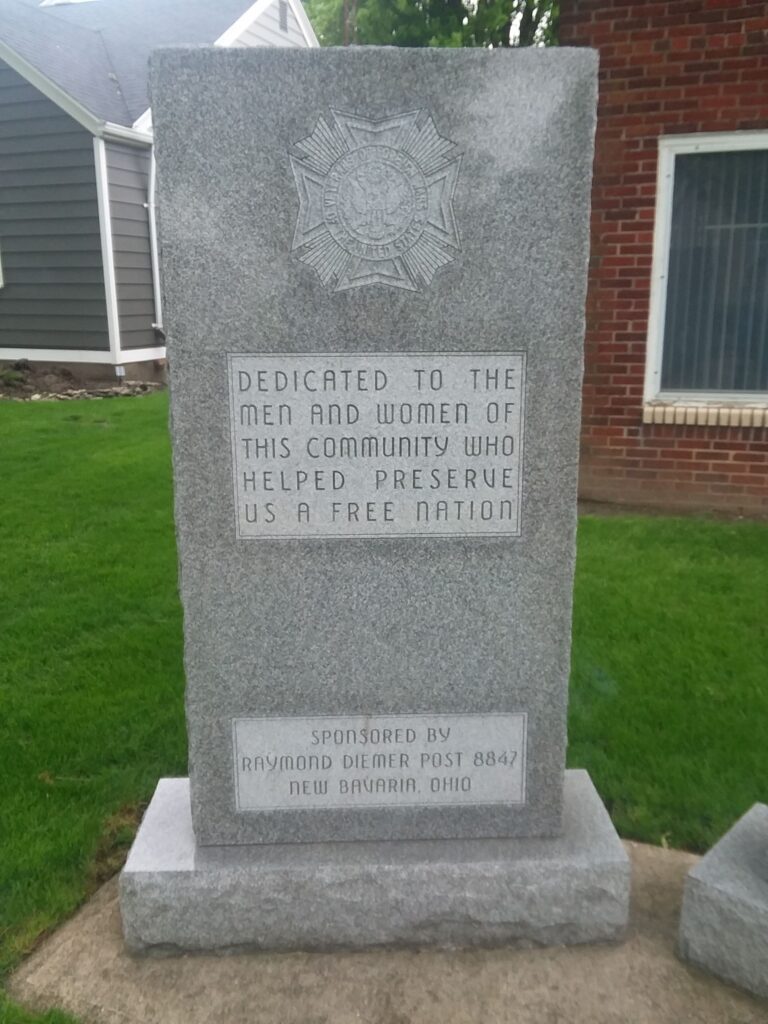 DEDICATED TO THE
MEN AND WOMEN OF
THIS COMMUNITY WHO
HELPED PRESERVE
US A FREE NATION
SPONSORED BY
RAYMOND DIEMER POST 8847
NEW BAVARIA, OHIO